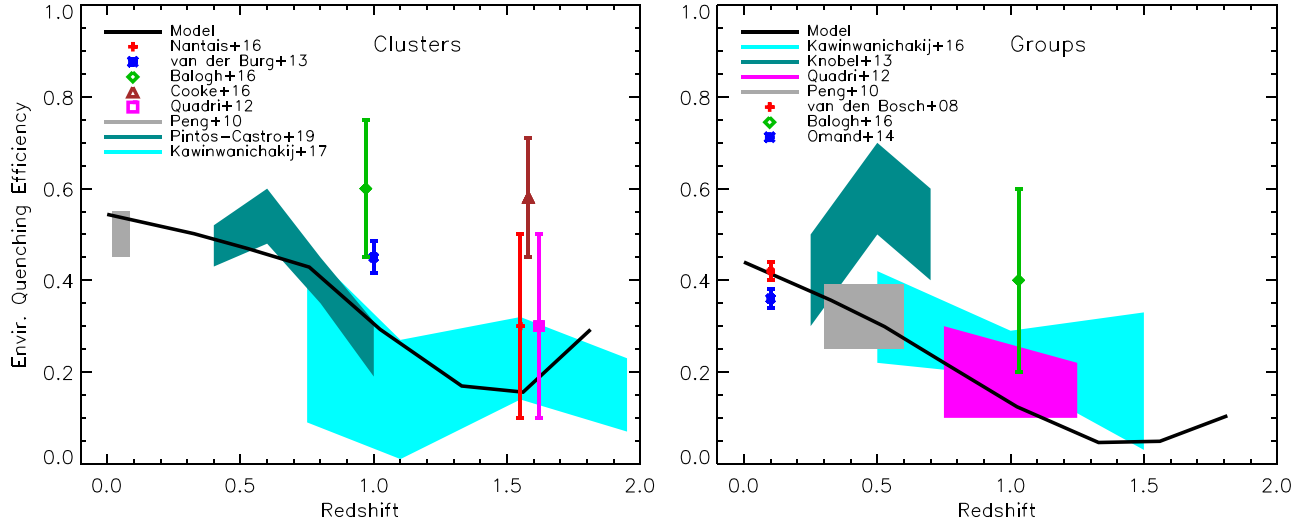 Envir. Quenching Efficiency
1.0
0.8
0.6
0.4
0.2
0.0
Clusters
Model
Nantais+16
van der Burg+13
Balogh+16
Cooke+16
Quadri+12
Peng+10
Pintos-Castro+19
Kawinwanichakij+17
0.0 0.5 1.0 1.5 2.0
Redshift
1.0
0.8
0.6
0.4
0.2
0.0
Groups
Model
Kawinwanichakij+16
Knobel+13
Quadri+12
Peng+10
van den Bosch+08
Balogh+16
Omand+14
0.0 0.5 1.0 1.5 2.0
Redshift